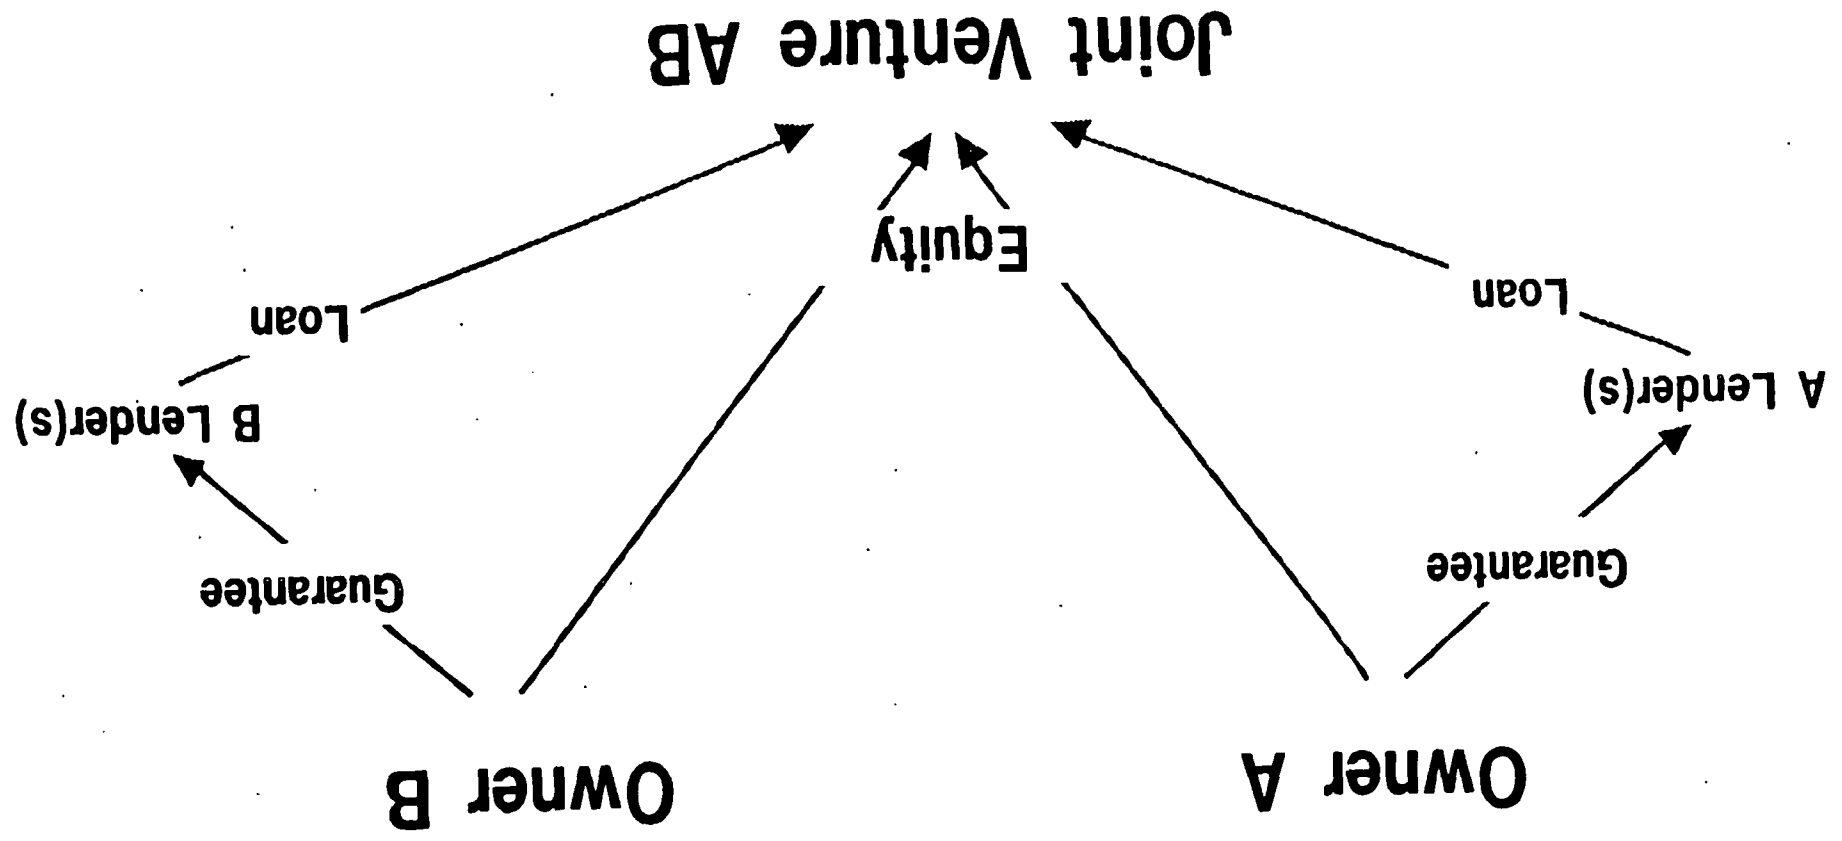 Owner A
Owner B
Guarantee
Guarantee
A Lender(s)
B Lender(s)
Loan
Loan
Equity
Joint Venture AB